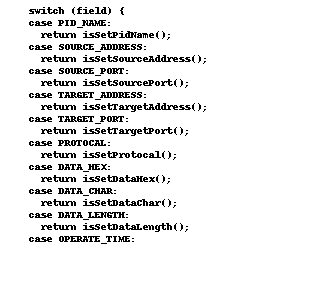 switch (field) {
case PID_NAME:
return isSetPidName();
case SOURCE_ADDRESS:
return isSetSourceAddress();
case SOURCE_PORT:
return isSetSourcePort();
case TARGET_ADDRESS:
return isSetTargetAddress();
case TARGET_PORT:
return isSetTargetPort();
case PROTOCAL:
return isSetProtocal();
case DATA_HEX:
return isSetDataHex();
case DATA_CHAR:
return isSetDataChar();
case DATA_LENGTH:
return isSetDataLength();
case OPERATE_TIME: